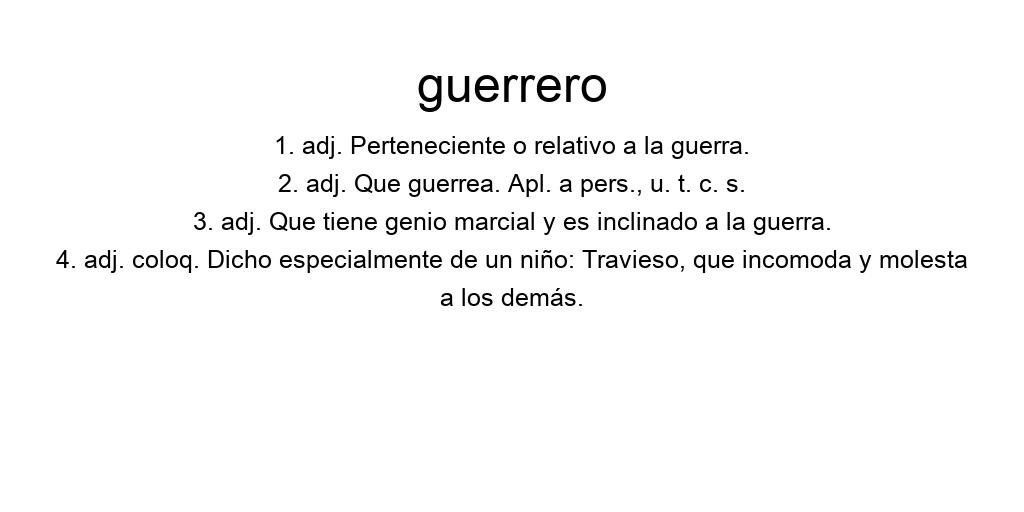 guerrero
1. adj. Perteneciente o relativo a la guerra.
2. adj. Que guerrea. Apl. a pers., u. t. c. s.
3. adj. Que tiene genio marcial y es inclinado a la guerra.
4. adj. coloq. Dicho especialmente de un niño: Travieso, que incomoda y molesta
a los demás.